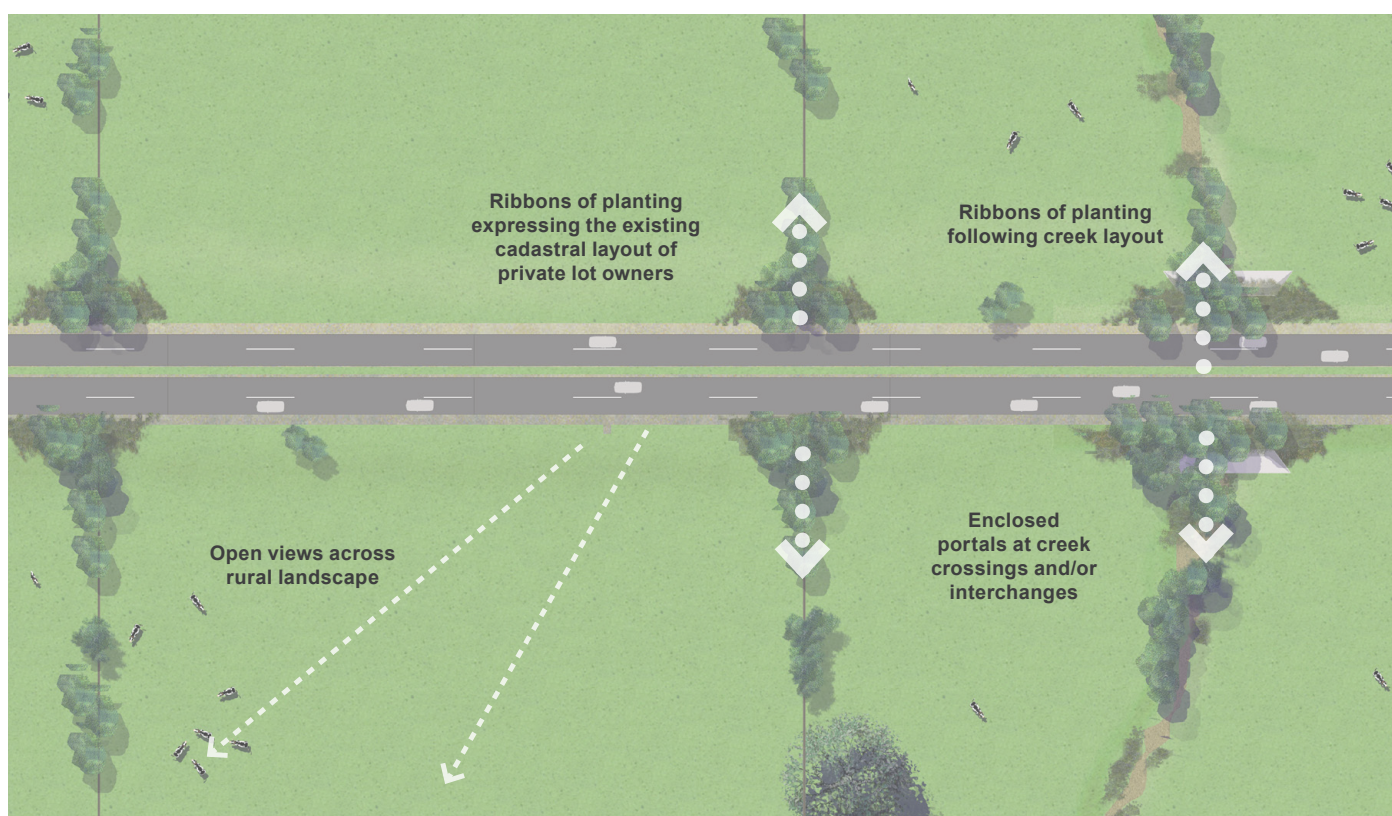 Ribbons of planting
expressing the existing
cadastral layout of
private lot owners
Ribbons of planting
following creek layout
Open views across
rural landscape
Enclosed
portals at creek
crossings and/or
interchanges